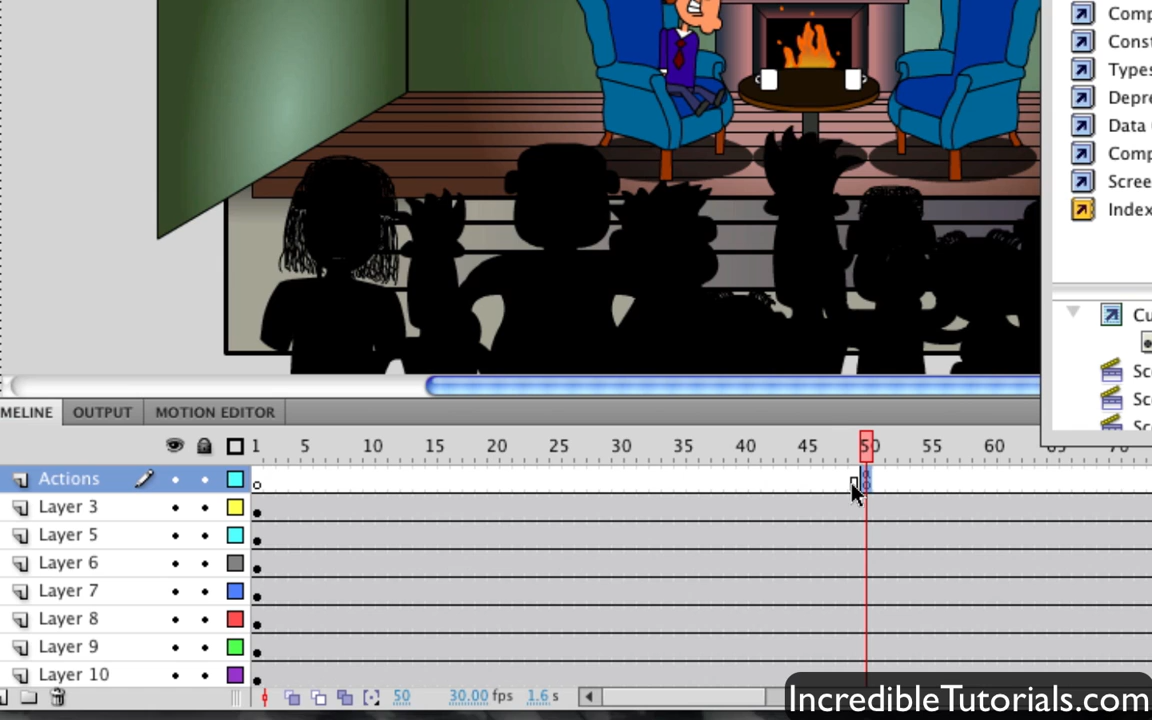 Comp
Const
Types
Depre
Data
Comp
Scree
Index
Cu
Sc
Sc
MELINE OUTPUT MOTION EDITOR
1 5 10 15 20 25 30 35 40 45 50 55 60 65 70
Actions
Layer 3
Layer 5
Layer 6
Layer 7
Layer 8
Layer 9
Layer 10
50 30.00 fps 1.6 s
IncredibleTutorials.com